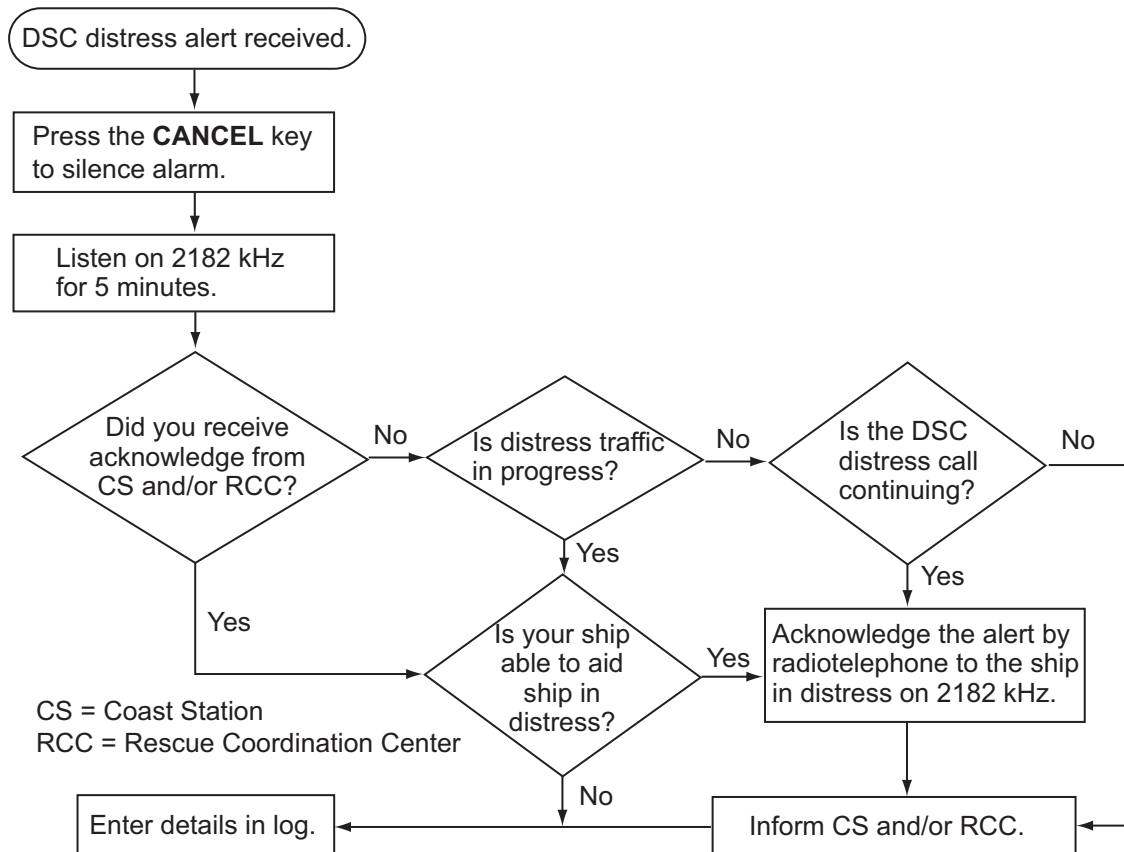 DSC distress alert received.
Press the CANCEL key
to silence alarm.
Listen on 2182 kHz
for 5 minutes.
Did you receive
acknowledge from
CS and/or RCC?
No
Is distress traffic
in progress?
No
Is the DSC
distress call
continuing?
No
Yes
Yes
Yes
Is your ship
able to aid
ship in
distress?
Yes
Acknowledge the alert by
radiotelephone to the ship
in distress on 2182 kHz.
CS = Coast Station
RCC = Rescue Coordination Center
No
Enter details in log.
Inform CS and/or RCC.